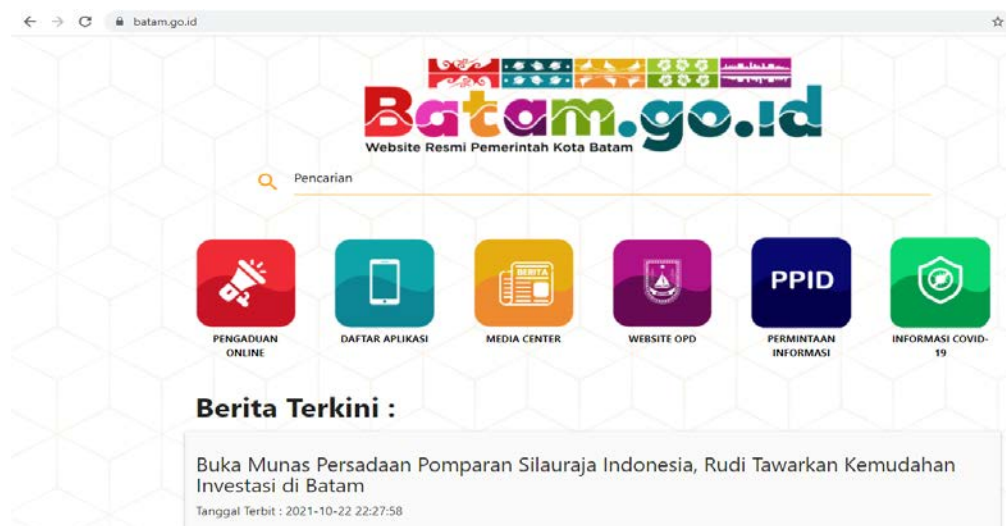 batam.go.id
Batam.go.id
Website Resmi Pemerintah Kota Batam
Pencarian
BERITA
PPID
PENGADUAN
ONLINE
DAFTAR APLIKASI
MEDIA CENTER
WEBSITE OPD
PERMINTAAN
INFORMASI
INFORMASI COVID-
19
Berita Terkini :
Buka Munas Persadaan Pomparan Silauraja Indonesia, Rudi Tawarkan Kemudahan
Investasi di Batam
Tanggal Terbit : 2021-10-22 22:27:58